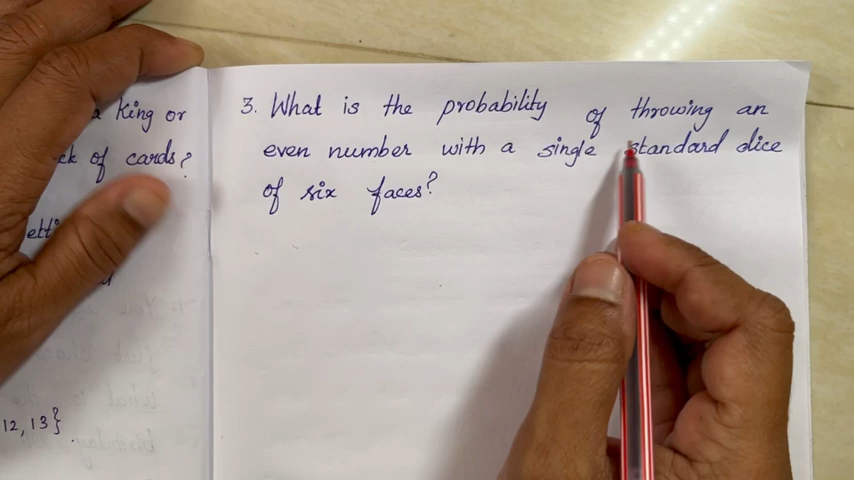 King or
of cards?
12, 13}
3. What is the probability of throwing an
even number with a single standard dice
of six faces?